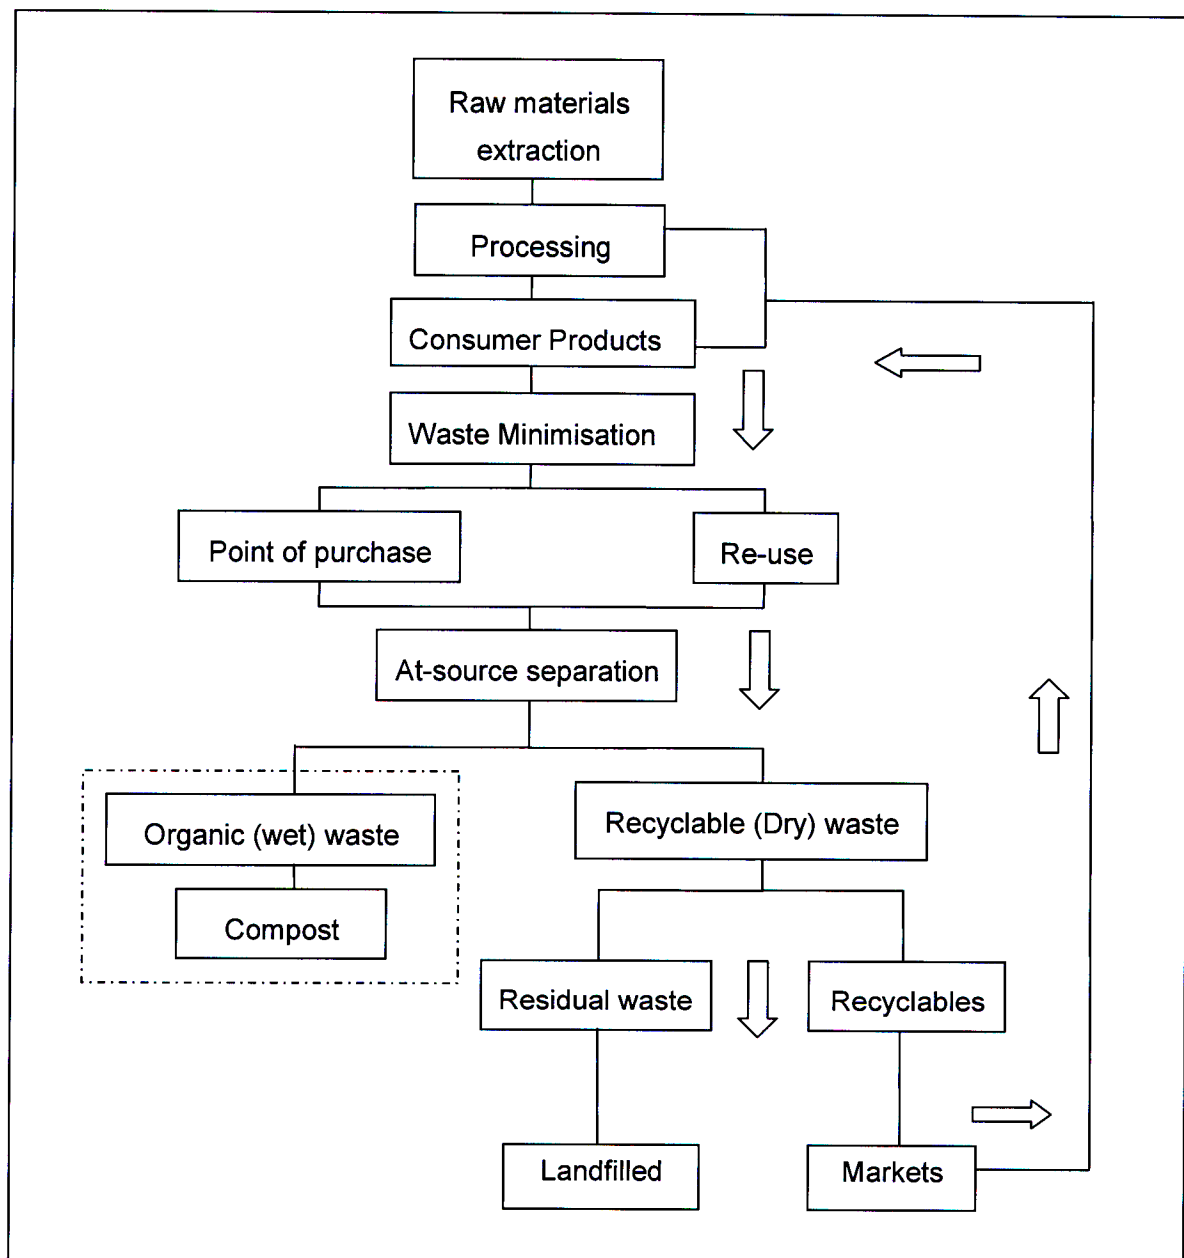 Raw materials
extraction
Processing
Consumer Products
Waste Minimisation
Point of purchase
Re-use
At-source separation
Organic (wet) waste
Recyclable (Dry) waste
Compost
Residual waste
Recyclables
Landfilled
Markets